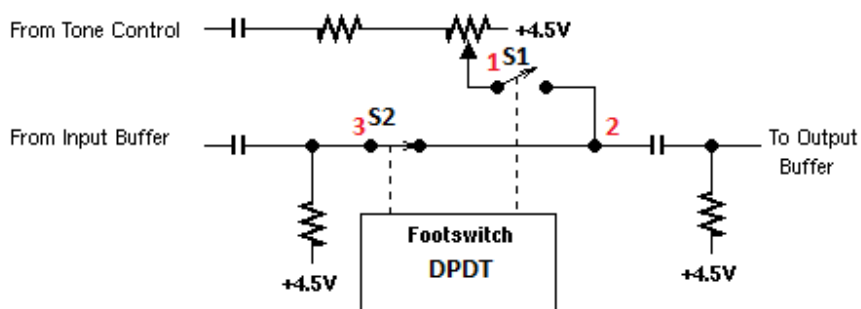 From Tone Control
+4.5V
1 S1
From Input Buffer
3 S2
2
To Output
Buffer
+4.5V
Footswitch
DPDT
+4.5V